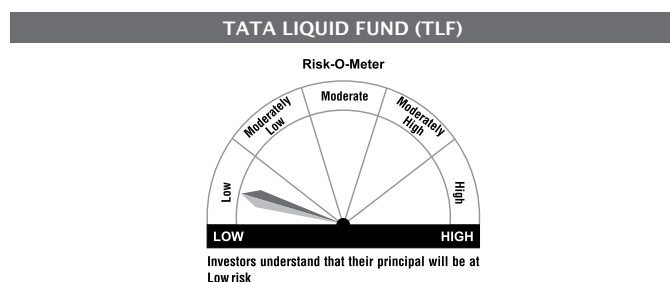 TATA LIQUID FUND (TLF)
Risk-O-Meter
Low
Moderately
Low
Moderate
Moderately
High
High
LOW HIGH
Investors understand that their principal will be at
Low risk